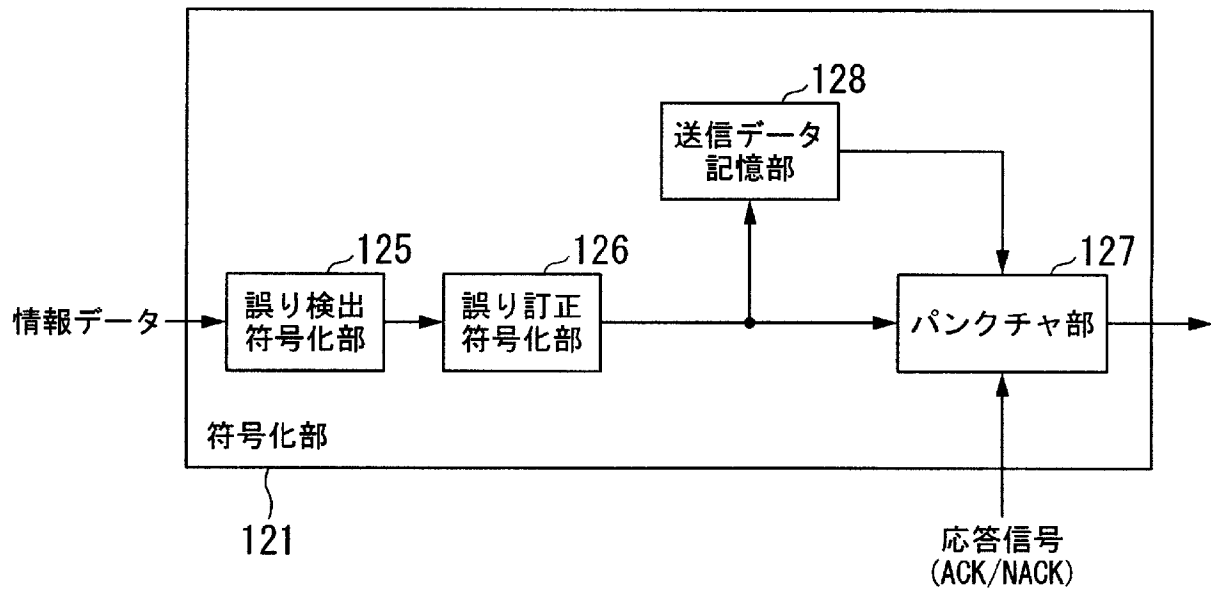 128
送信データ
記憶部
125
126
127
情報データ
誤り検出
符号化部
誤り訂正
符号化部
パンクチャ部
符号化部
121
応答信号
(ACK/NACK)